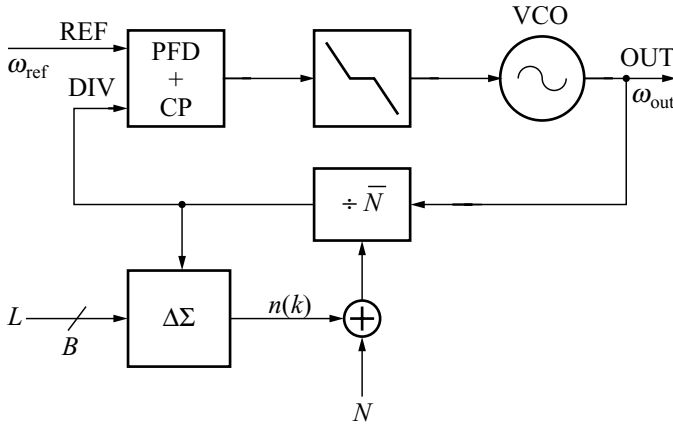 VCO
REF
PFD
+
CP
OUT
ω_ref
DIV
ω_out
÷ N̅
L
B
ΔΣ
n(k)
+
N